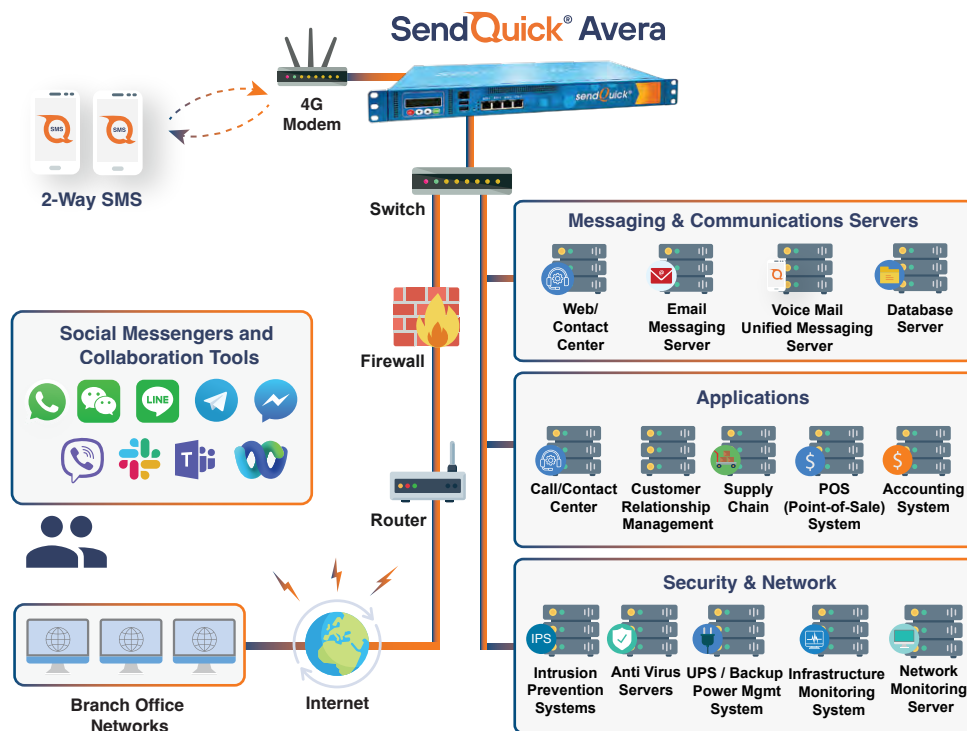 SendQuick® Avera
sendQuick®
4G
Modem
SMS
SMS
2-Way SMS
Switch
Messaging & Communications Servers
Web/
Contact
Center
Email
Messaging
Server
Voice Mail
Unified Messaging
Server
Database
Server
Firewall
Social Messengers and
Collaboration Tools
LINE
T
Applications
Call/Contact
Center
Customer
Relationship
Management
Supply
Chain
$
POS
(Point-of-Sale)
System
$
Accounting
System
Router
Security & Network
IPS
Intrusion
Prevention
Systems
Anti Virus
Servers
UPS / Backup
Power Mgmt
System
Infrastructure
Monitoring
System
Network
Monitoring
Server
Internet
Branch Office
Networks